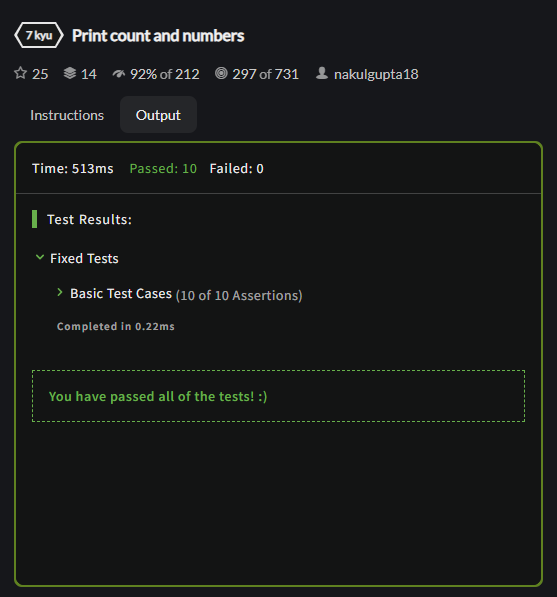 7 kyu Print count and numbers
25 14 92% of 212 297 of 731 nakulgupta18
Instructions Output
Time: 513ms Passed: 10 Failed: 0
Test Results:
Fixed Tests
Basic Test Cases (10 of 10 Assertions)
Completed in 0.22ms
You have passed all of the tests! :)